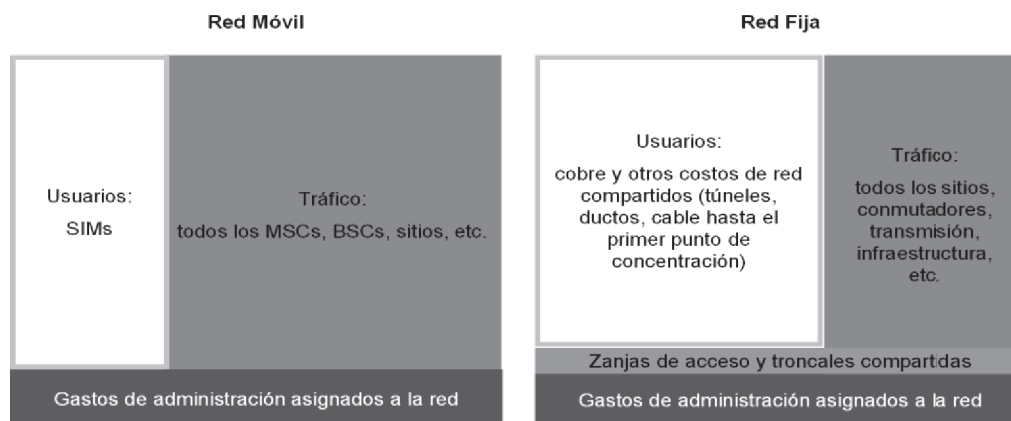 Red Móvil
Usuarios:
SIMs
Tráfico:
todos los MSCs, BSCs, sitios, etc.
Gastos de administración asignados a la red
Red Fija
Usuarios:
cobre y otros costos de red
compartidos (túneles,
ductos, cable hasta el
primer punto de
concentración)
Tráfico:
todos los sitios,
conmutadores,
transmisión,
infraestructura,
etc.
Zanjas de acceso y troncales compartidas
Gastos de administración asignados a la red